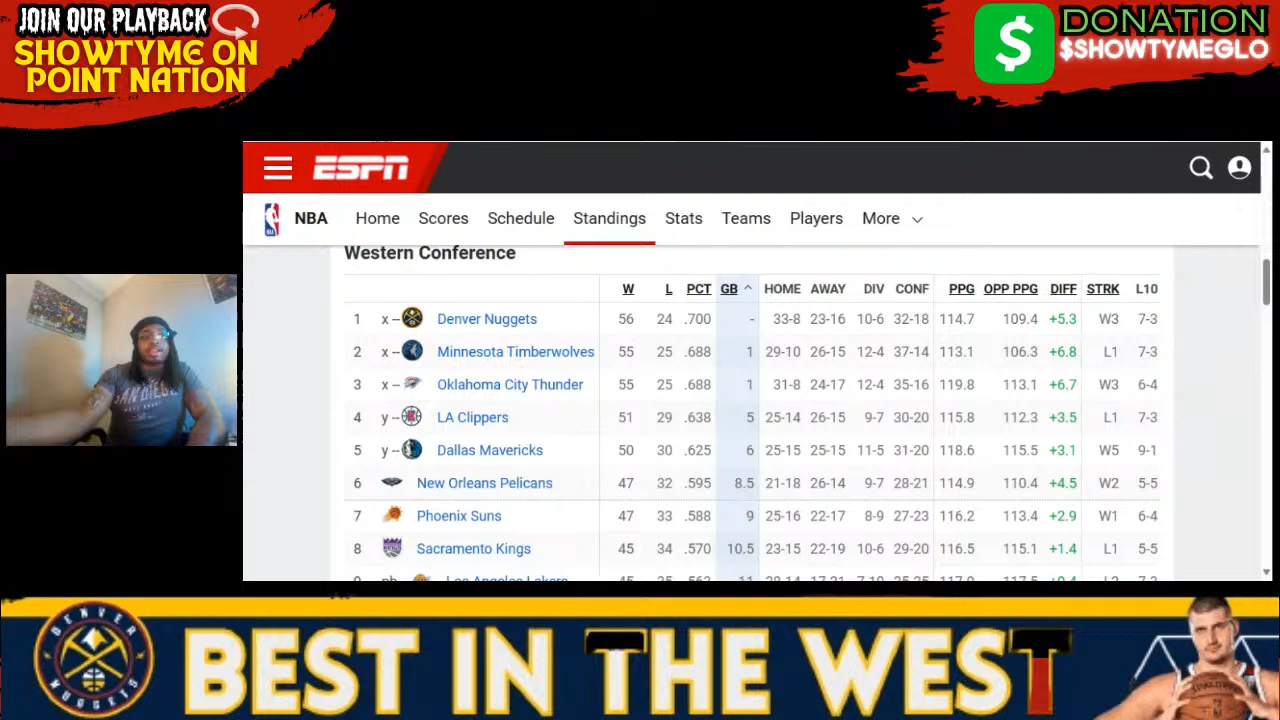 JOIN OUR PLAYBACK
SHOWTYME ON
POINT NATION
$
DONATION
$SHOWTYMEGLO
ESPN
NBA Home Scores Schedule Standings Stats Teams Players More
Western Conference
W L PCT GB HOME AWAY DIV CONF PPG OPP PPG DIFF STRK L10
1 x -- Denver Nuggets 56 24 .700 - 33-8 23-16 10-6 32-18 114.7 109.4 +5.3 W3 7-3
2 x -- Minnesota Timberwolves 55 25 .688 1 29-10 26-15 12-4 37-14 113.1 106.3 +6.8 L1 7-3
3 x -- Oklahoma City Thunder 55 25 .688 1 31-8 24-17 12-4 35-16 119.8 113.1 +6.7 W3 6-4
4 y -- LA Clippers 51 29 .638 5 25-14 26-15 9-7 30-20 115.8 112.3 +3.5 L1 7-3
5 y -- Dallas Mavericks 50 30 .625 6 25-15 25-15 11-5 31-20 118.6 115.5 +3.1 W5 9-1
6 New Orleans Pelicans 47 32 .595 8.5 21-18 26-14 9-7 28-21 114.9 110.4 +4.5 W2 5-5
7 Phoenix Suns 47 33 .588 9 25-16 22-17 8-9 27-23 116.2 113.4 +2.9 W1 6-4
8 Sacramento Kings 45 34 .570 10.5 23-15 22-19 10-6 29-20 116.5 115.1 +1.4 L1 5-5
Los Angeles Lakers
SAN DIEGO
DENVER
NUGGETS
BEST IN THE WEST